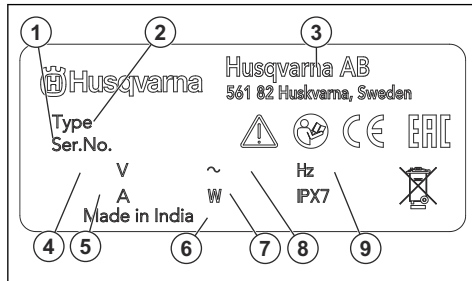 1 2 3
Husqvarna
Husqvarna AB
561 82 Huskvarna, Sweden
Type
Ser.No.
CE EAC
V ~ Hz
A W IPX7
Made in India
4 5 6 7 8 9